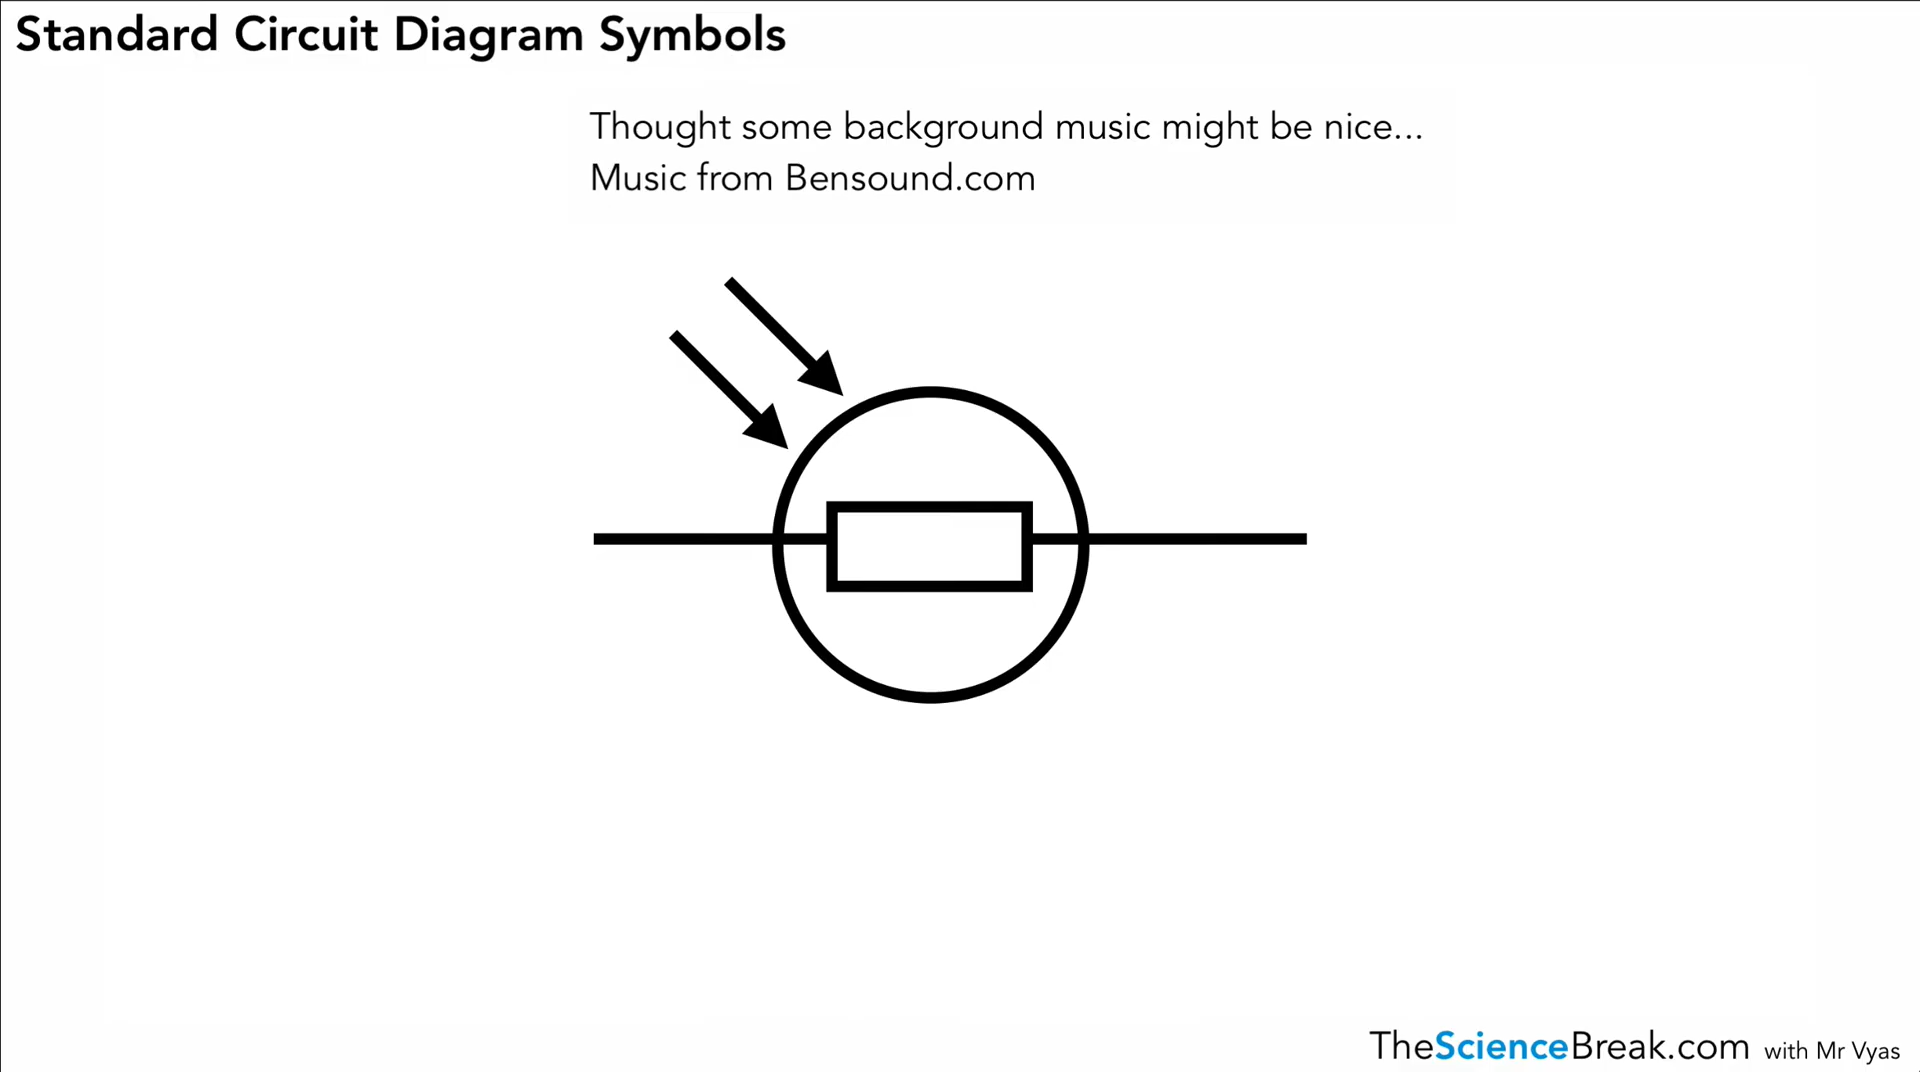 Standard Circuit Diagram Symbols
Thought some background music might be nice...
Music from Bensound.com
TheScienceBreak.com with Mr Vyas